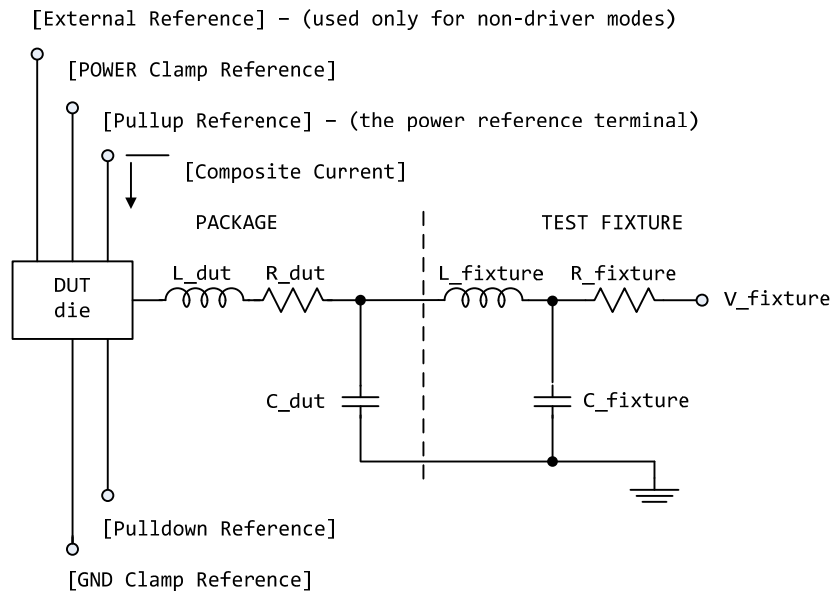 [External Reference] – (used only for non-driver modes)
[POWER Clamp Reference]
[Pullup Reference] – (the power reference terminal)
[Composite Current]
PACKAGE
TEST FIXTURE
DUT
die
L_dut
R_dut
L_fixture
R_fixture
V_fixture
C_dut
C_fixture
[Pulldown Reference]
[GND Clamp Reference]